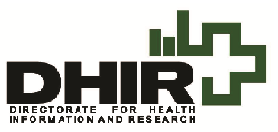 DHIR
DIRECTORATE FOR HEALTH
INFORMATION AND RESEARCH